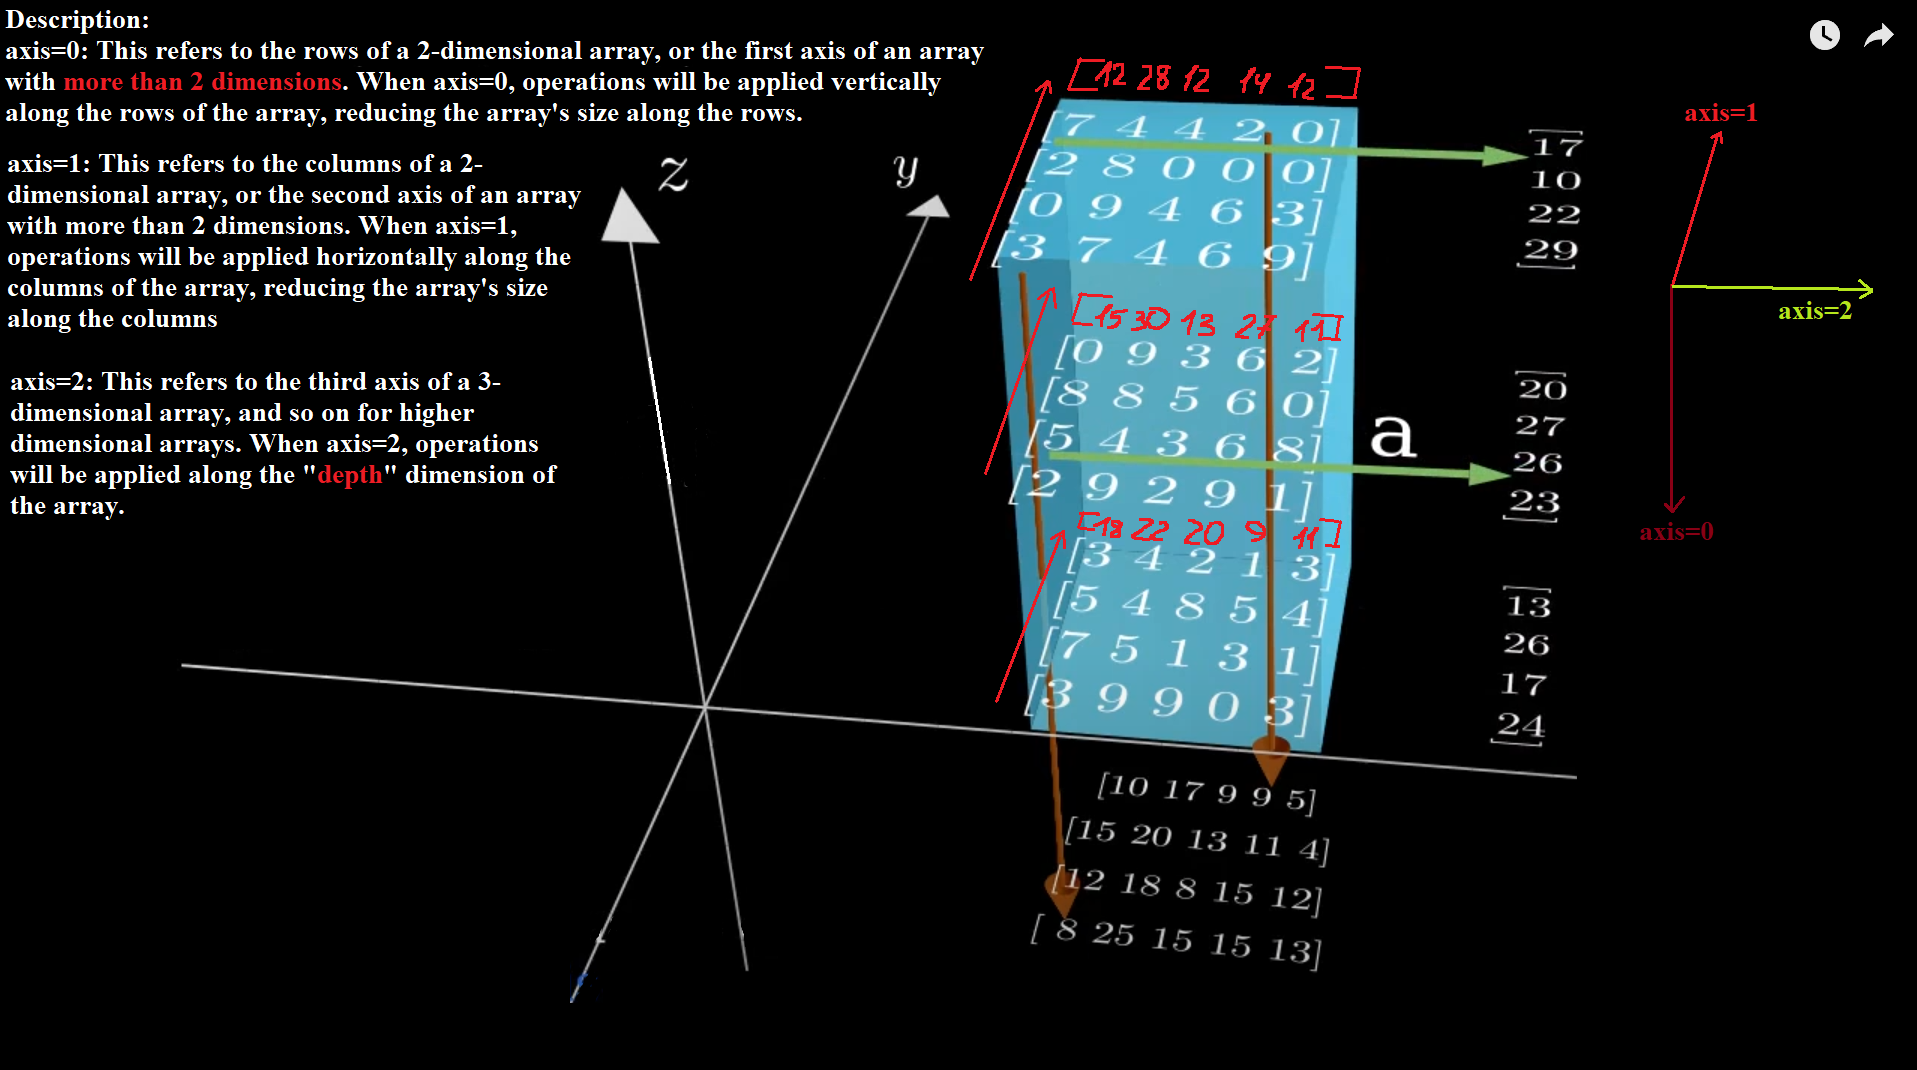 Description:
axis=0: This refers to the rows of a 2-dimensional array, or the first axis of an array
with more than 2 dimensions. When axis=0, operations will be applied vertically
along the rows of the array, reducing the array's size along the rows.
axis=1: This refers to the columns of a 2-
dimensional array, or the second axis of an array
with more than 2 dimensions. When axis=1,
operations will be applied horizontally along the
columns of the array, reducing the array's size
along the columns
axis=2: This refers to the third axis of a 3-
dimensional array, and so on for higher
dimensional arrays. When axis=2, operations
will be applied along the "depth" dimension of
the array.
z
y
[12 28 12 14 12]
[7 4 4 2 0]
[2 8 0 0 0]
[0 9 4 6 3]
[3 7 4 6 9]
[15 30 13 27 11]
[0 9 3 6 2]
[8 8 5 6 0]
[5 4 3 6 8]
[2 9 2 9 1]
[18 22 20 9 11]
[3 4 2 1 3]
[5 4 8 5 4]
[7 5 1 3 1]
[3 9 9 0 3]
a
17
10
22
29
20
27
26
23
13
26
17
24
[10 17 9 9 5]
[15 20 13 11 4]
[12 18 8 15 12]
[ 8 25 15 15 13]
axis=1
axis=2
axis=0